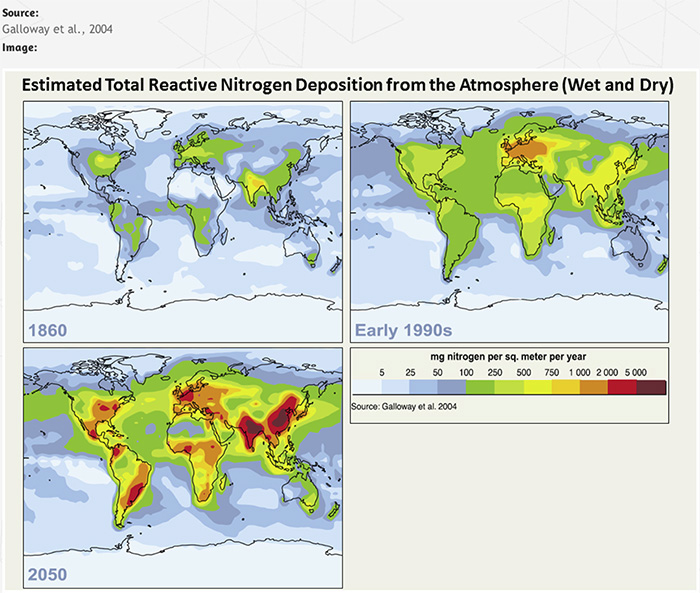 Source:
Galloway et al., 2004
Image:
Estimated Total Reactive Nitrogen Deposition from the Atmosphere (Wet and Dry)
1860
Early 1990s
mg nitrogen per sq. meter per year
5 25 50 100 250 500 750 1 000 2 000 5 000
Source: Galloway et al. 2004
2050